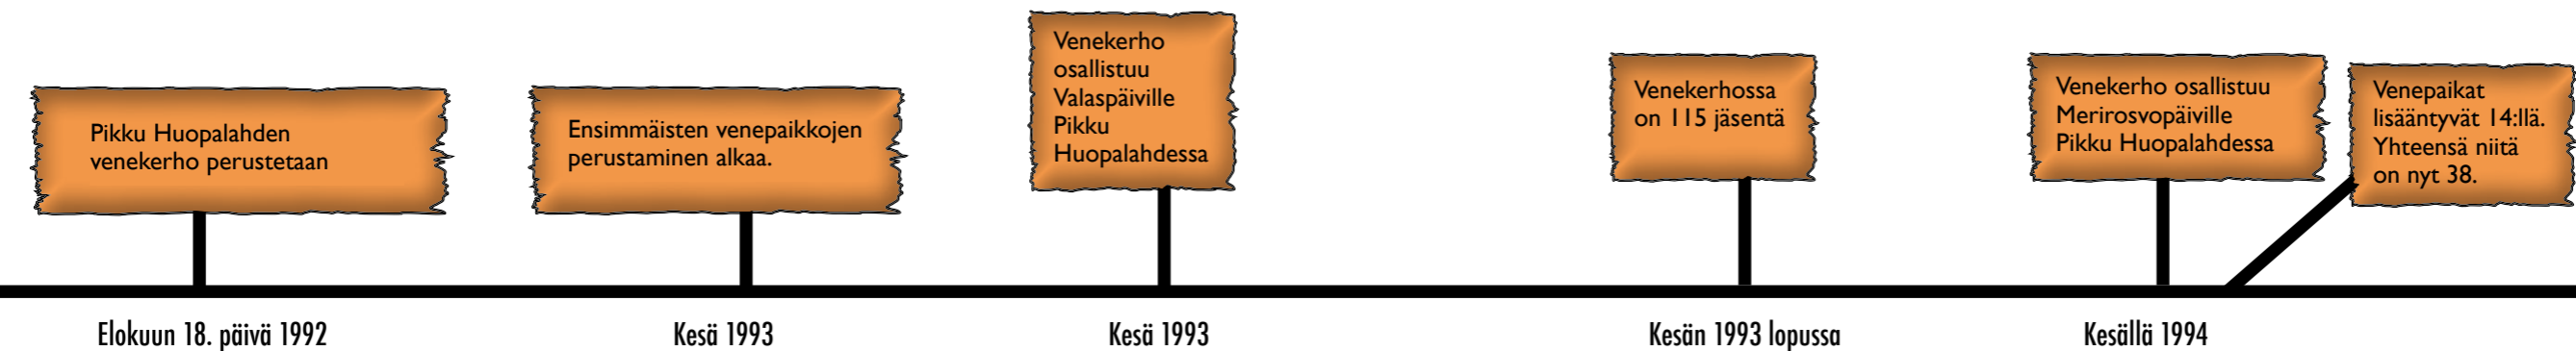 Pikku Huopalahden
venekerho perustetaan
Elokuun 18. päivä 1992
Ensimmäisten venepaikkojen
perustaminen alkaa.
Kesä 1993
Venekerho
osallistuu
Valaspäiville
Pikku
Huopalahdessa
Kesä 1993
Venekerhossa
on 115 jäsentä
Kesän 1993 lopussa
Venekerho osallistuu
Merirosvopäiville
Pikku Huopalahdessa
Venepaikat
lisääntyvät 14:llä.
Yhteensä niitä
on nyt 38.
Kesällä 1994